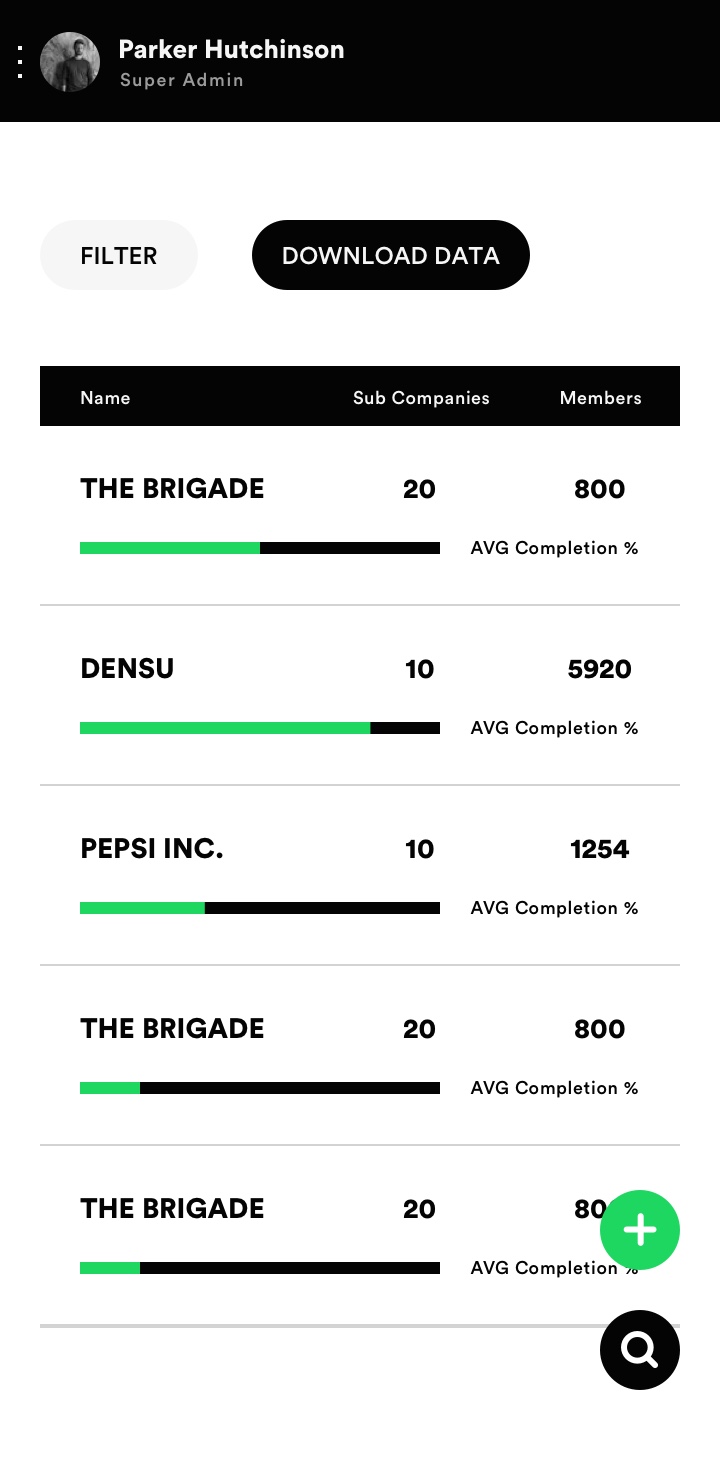 Parker Hutchinson
Super Admin
FILTER DOWNLOAD DATA
Name Sub Companies Members
THE BRIGADE 20 800
AVG Completion %
DENSU 10 5920
AVG Completion %
PEPSI INC. 10 1254
AVG Completion %
THE BRIGADE 20 800
AVG Completion %
THE BRIGADE 20 80
AVG Completion %